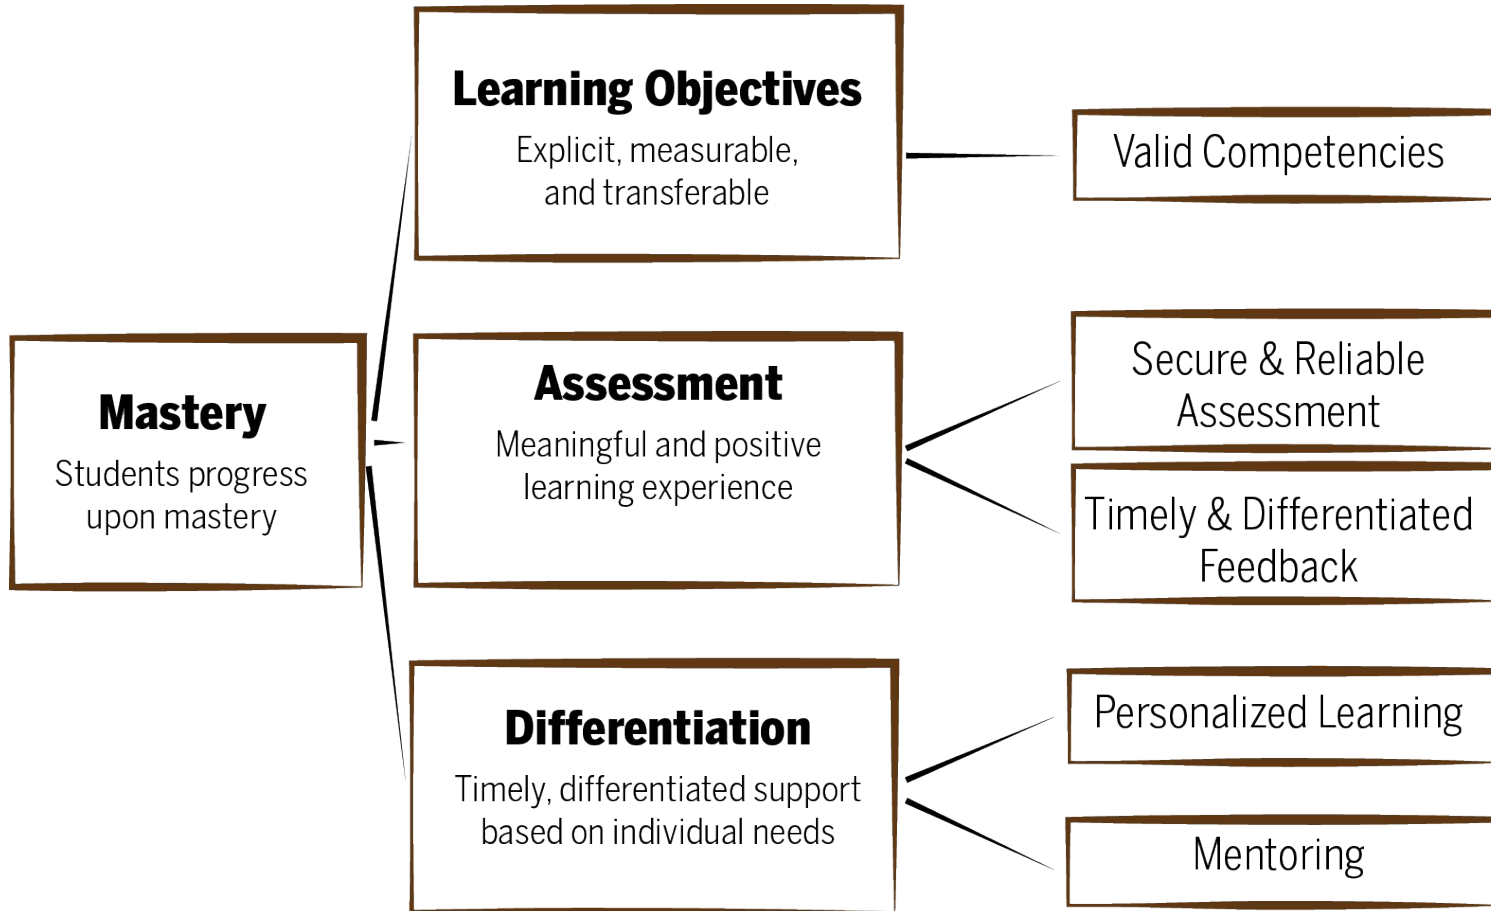 Learning Objectives
Explicit, measurable,
and transferable
Valid Competencies
Mastery
Students progress
upon mastery
Assessment
Meaningful and positive
learning experience
Secure & Reliable
Assessment
Timely & Differentiated
Feedback
Differentiation
Timely, differentiated support
based on individual needs
Personalized Learning
Mentoring